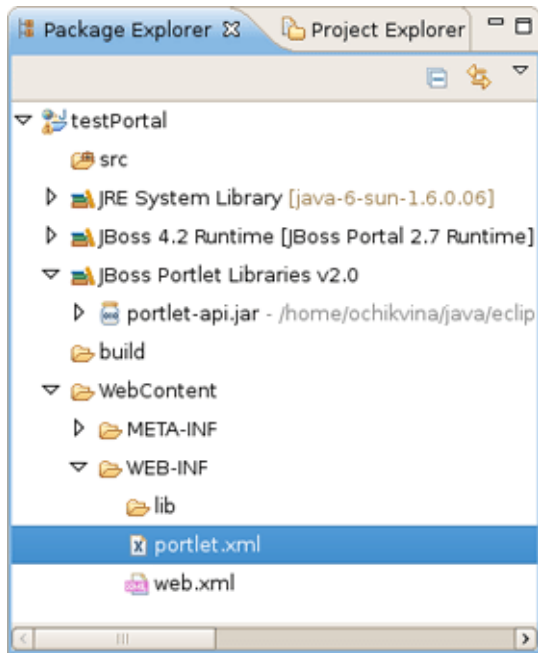 Package Explorer Project Explorer
testPortal
src
JRE System Library [java-6-sun-1.6.0.06]
JBoss 4.2 Runtime [JBoss Portal 2.7 Runtime]
JBoss Portlet Libraries v2.0
portlet-api.jar - /home/ochikvina/java/eclip
build
WebContent
META-INF
WEB-INF
lib
portlet.xml
web.xml